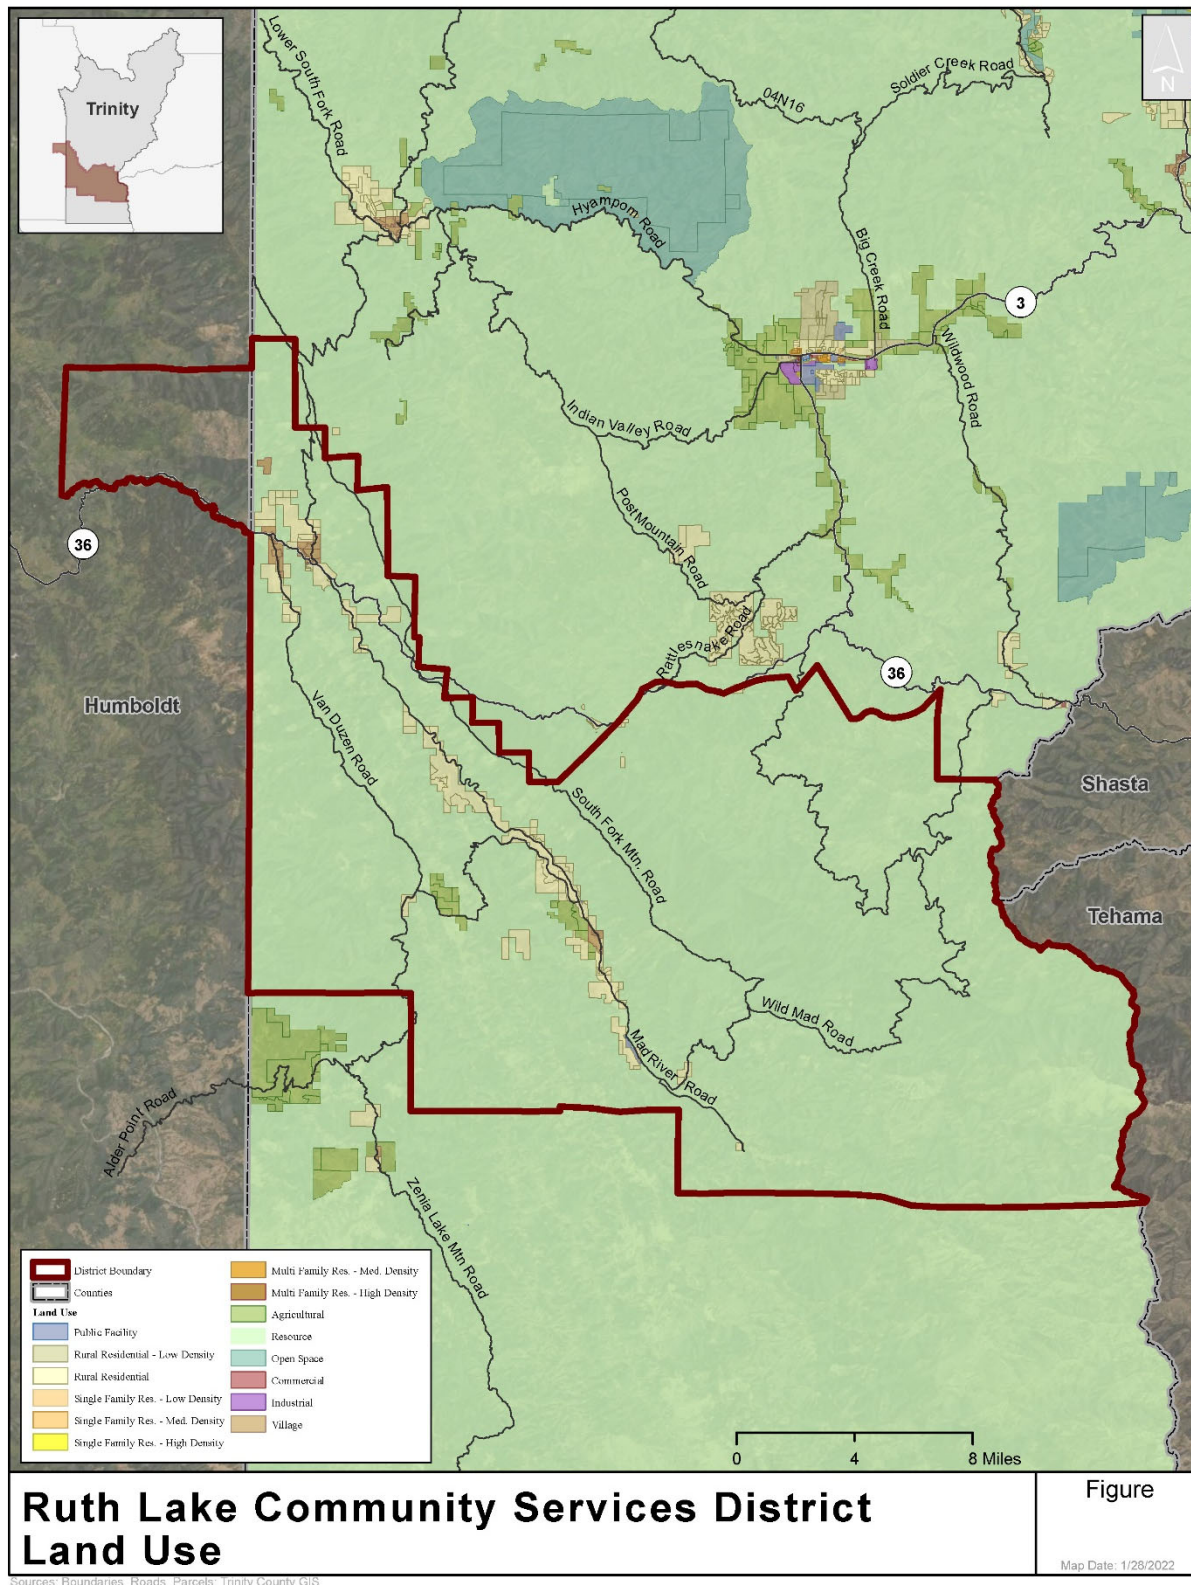 Trinity
N
Lower South Fork Road
04N16
Soldier Creek Road
Hyampom Road
Big Creek Road
3
Wildwood Road
Indian Valley Road
Post Mountain Road
Rattlesnake Road
36
36
Humboldt
Van Duzen Road
Shasta
South Fork Mtn. Road
Tehama
Wild Mad Road
Mad River Road
Alder Point Road
Zenia Lake Mtn Road
District Boundary
Counties
Land Use
Public Facility
Rural Residential - Low Density
Rural Residential
Single Family Res. - Low Density
Single Family Res. - Med. Density
Single Family Res. - High Density
Multi Family Res. - Med. Density
Multi Family Res. - High Density
Agricultural
Resource
Open Space
Commercial
Industrial
Village
0 4 8 Miles
Ruth Lake Community Services District
Land Use
Figure
Map Date: 1/28/2022
Sources: Boundaries, Roads, Parcels: Trinity County GIS